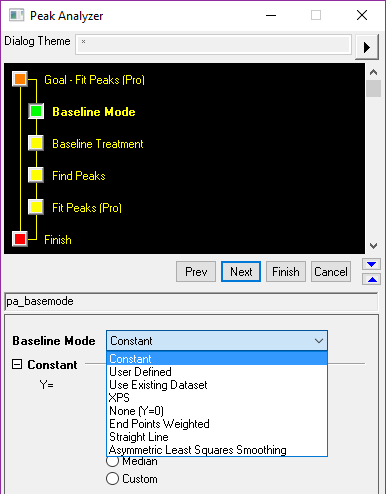 Peak Analyzer
Dialog Theme *
Goal - Fit Peaks (Pro)
Baseline Mode
Baseline Treatment
Find Peaks
Fit Peaks (Pro)
Finish
Prev Next Finish Cancel
pa_basemode
Baseline Mode Constant
Constant
Y=
Constant
User Defined
Use Existing Dataset
XPS
None (Y=0)
End Points Weighted
Straight Line
Asymmetric Least Squares Smoothing
Median
Custom